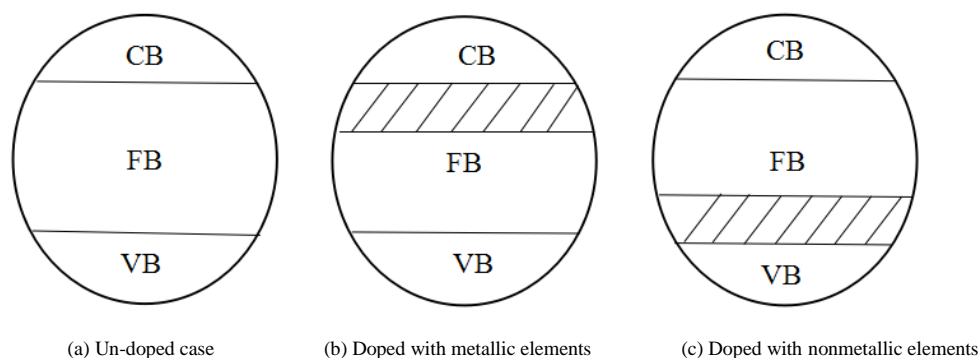 CB
FB
VB
CB
FB
VB
CB
FB
VB
(a) Un-doped case
(b) Doped with metallic elements
(c) Doped with nonmetallic elements